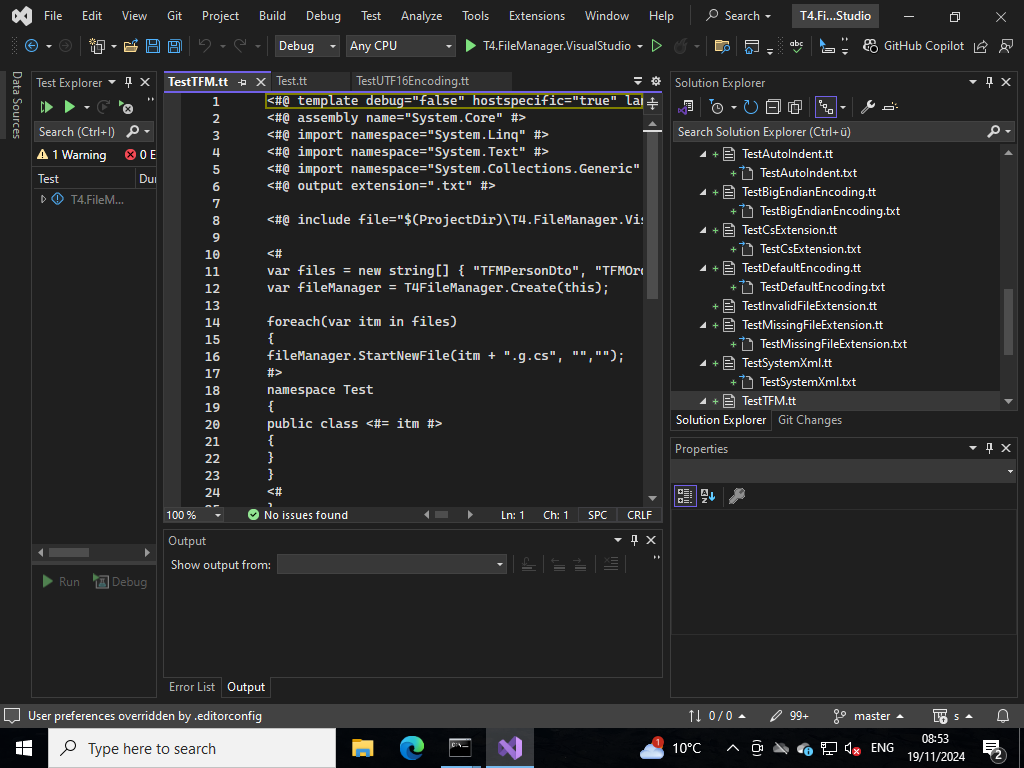 File Edit View Git Project Build Debug Test Analyze Tools Extensions Window Help Search T4.Fi...Studio
Debug Any CPU T4.FileManager.VisualStudio GitHub Copilot
Data Sources
Test Explorer
Search (Ctrl+I)
1 Warning 0 E
Test Du
T4.FileM...
Run Debug
TestTFM.tt Test.tt TestUTF16Encoding.tt
1 <#@ template debug="false" hostspecific="true" la
2 <#@ assembly name="System.Core" #>
3 <#@ import namespace="System.Linq" #>
4 <#@ import namespace="System.Text" #>
5 <#@ import namespace="System.Collections.Generic"
6 <#@ output extension=".txt" #>
7
8 <#@ include file="$(ProjectDir)\T4.FileManager.Vi
9
10 <#
11 var files = new string[] { "TFMPersonDto", "TFMOr
12 var fileManager = T4FileManager.Create(this);
13
14 foreach(var itm in files)
15 {
16 fileManager.StartNewFile(itm + ".g.cs", "","");
17 #>
18 namespace Test
19 {
20 public class <#= itm #>
21 {
22 }
23 }
24 <#
100 % No issues found Ln: 1 Ch: 1 SPC CRLF
Output
Show output from:
Error List Output
Solution Explorer
Search Solution Explorer (Ctrl+ù)
TestAutoIndent.tt
TestAutoIndent.txt
TestBigEndianEncoding.tt
TestBigEndianEncoding.txt
TestCsExtension.tt
TestCsExtension.txt
TestDefaultEncoding.tt
TestDefaultEncoding.txt
TestInvalidFileExtension.tt
TestMissingFileExtension.tt
TestMissingFileExtension.txt
TestSystemXml.tt
TestSystemXml.txt
TestTFM.tt
Solution Explorer Git Changes
Properties
User preferences overridden by .editorconfig 0 / 0 99+ master s
Type here to search 1 10°C ENG 08:53
19/11/2024 2